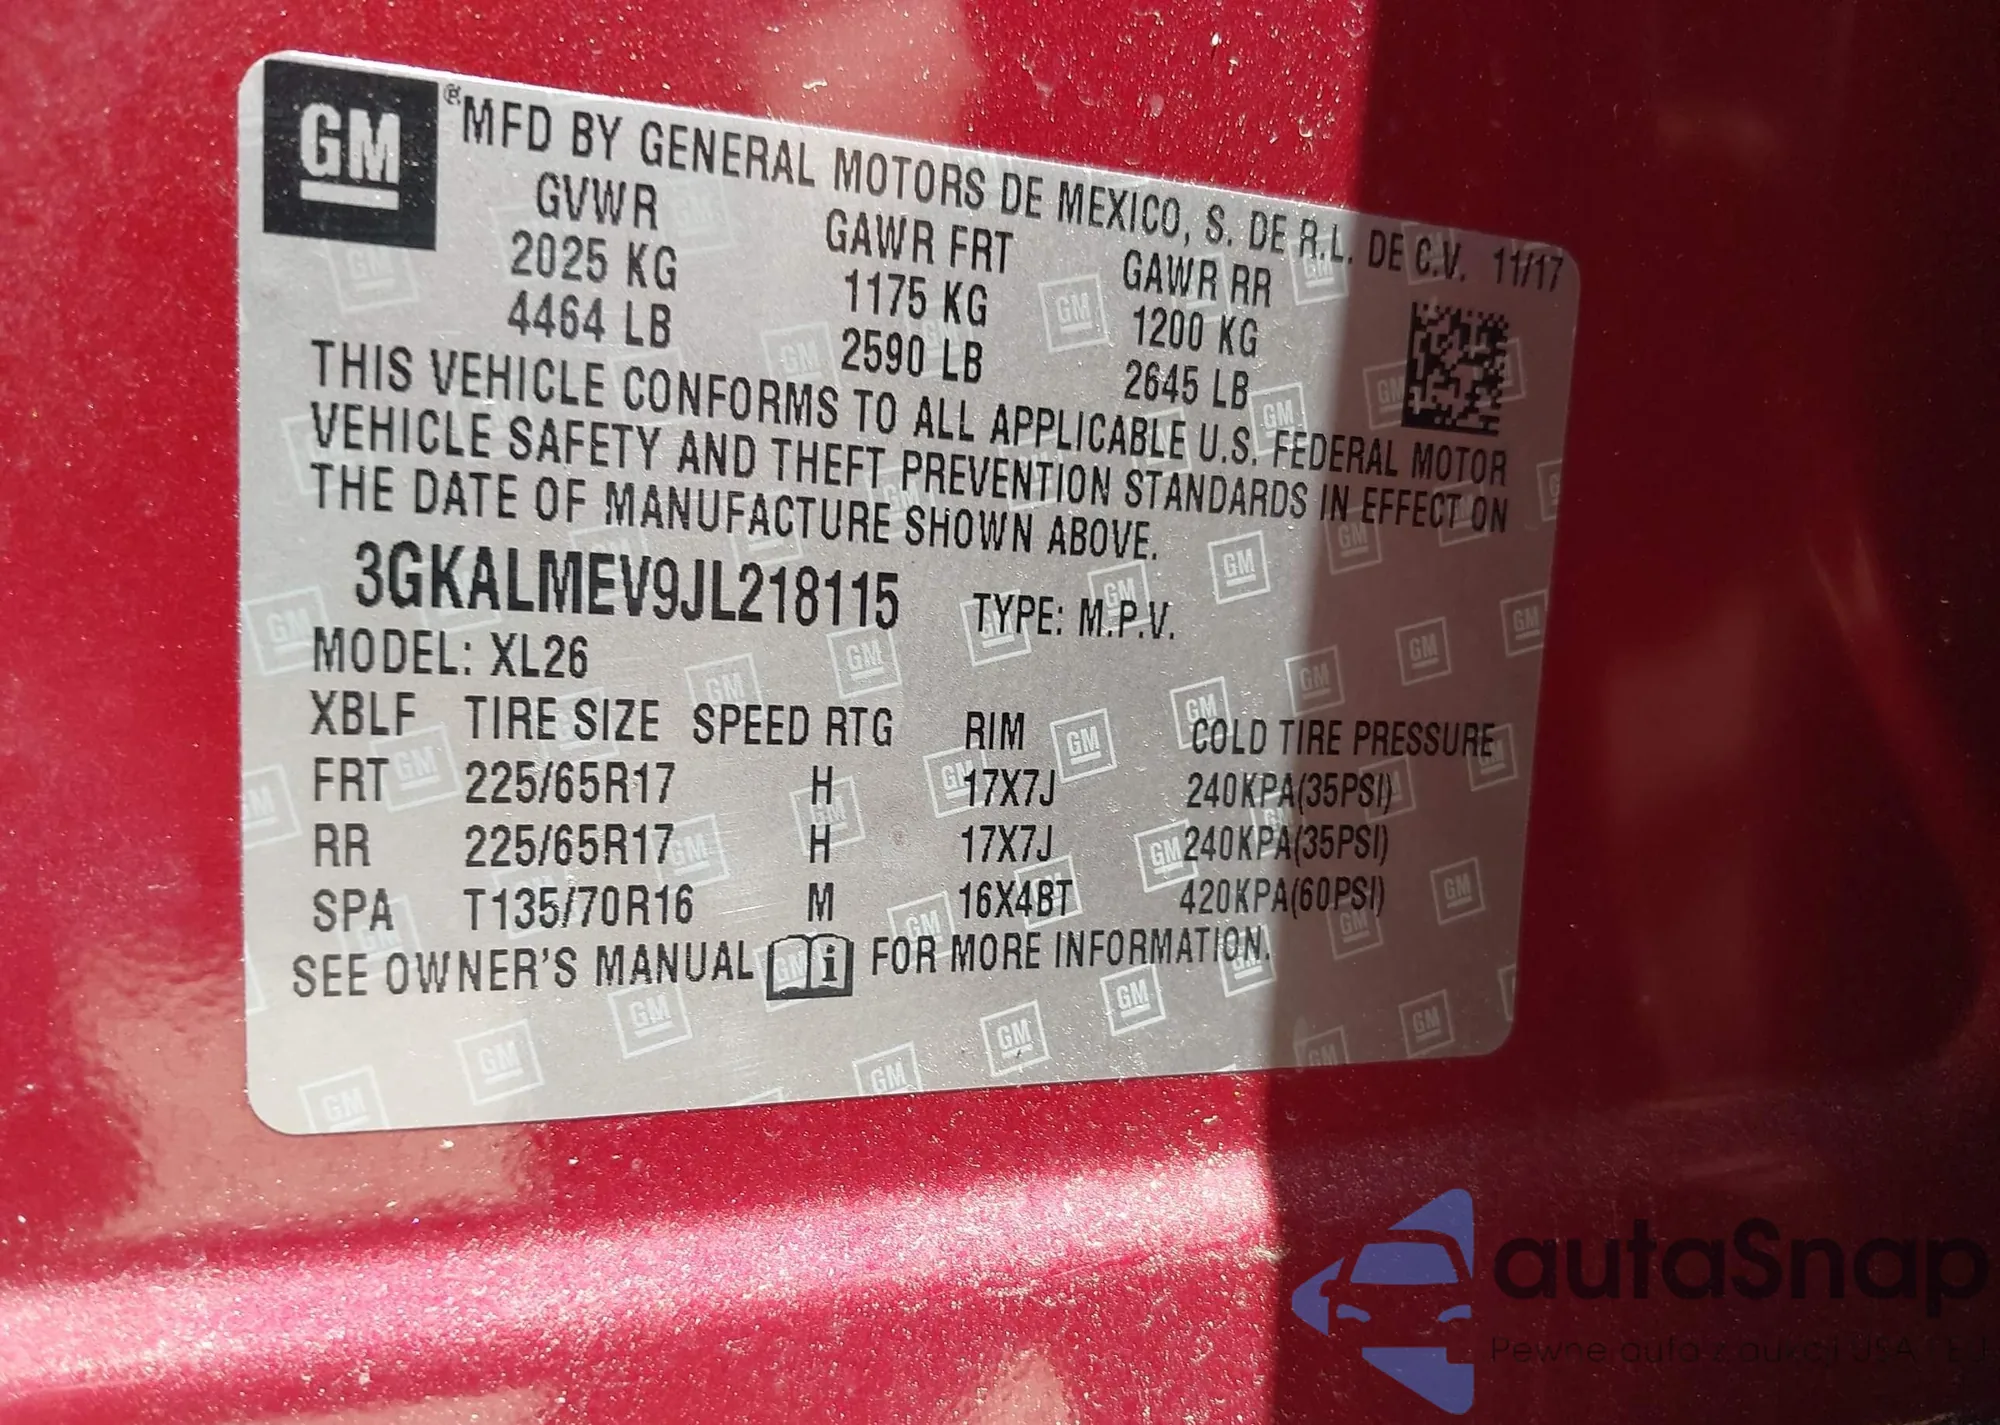 GM ® MFD BY GENERAL MOTORS DE MEXICO, S. DE R.L. DE C.V. 11/17
GVWR GAWR FRT GAWR RR
2025 KG 1175 KG 1200 KG
4464 LB 2590 LB 2645 LB
THIS VEHICLE CONFORMS TO ALL APPLICABLE U.S. FEDERAL MOTOR
VEHICLE SAFETY AND THEFT PREVENTION STANDARDS IN EFFECT ON
THE DATE OF MANUFACTURE SHOWN ABOVE.
3GKALMEV9JL218115 TYPE: M.P.V.
MODEL: XL26
XBLF TIRE SIZE SPEED RTG RIM COLD TIRE PRESSURE
FRT 225/65R17 H 17X7J 240KPA(35PSI)
RR 225/65R17 H 17X7J 240KPA(35PSI)
SPA T135/70R16 M 16X4BT 420KPA(60PSI)
SEE OWNER'S MANUAL i FOR MORE INFORMATION.
autaSnap
Pewne auto z aukcji USA